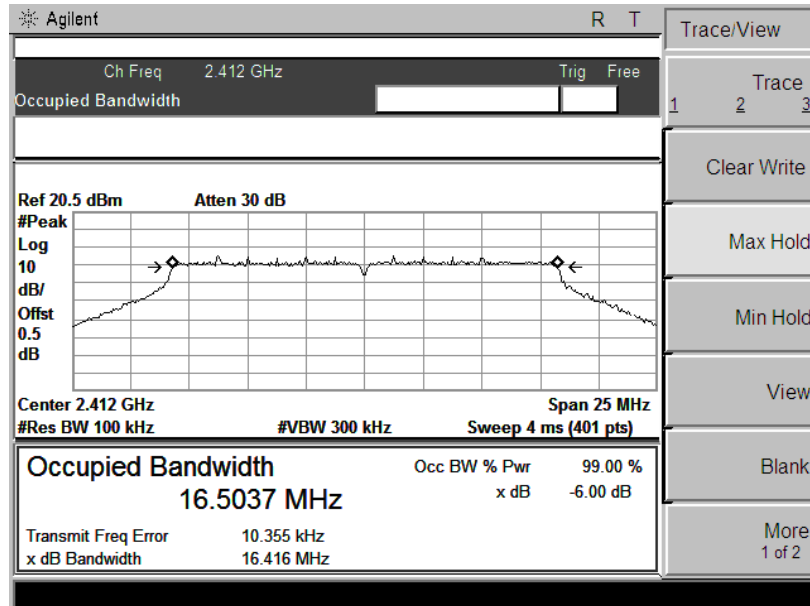 Agilent R T
Trace/View
Ch Freq 2.412 GHz Trig Free
Occupied Bandwidth
Trace
1 2 3
Clear Write
Max Hold
Min Hold
View
Blank
More
1 of 2
Ref 20.5 dBm Atten 30 dB
#Peak
Log
10
dB/
Offst
0.5
dB
Center 2.412 GHz Span 25 MHz
#Res BW 100 kHz #VBW 300 kHz Sweep 4 ms (401 pts)
Occupied Bandwidth Occ BW % Pwr 99.00 %
16.5037 MHz x dB -6.00 dB
Transmit Freq Error 10.355 kHz
x dB Bandwidth 16.416 MHz